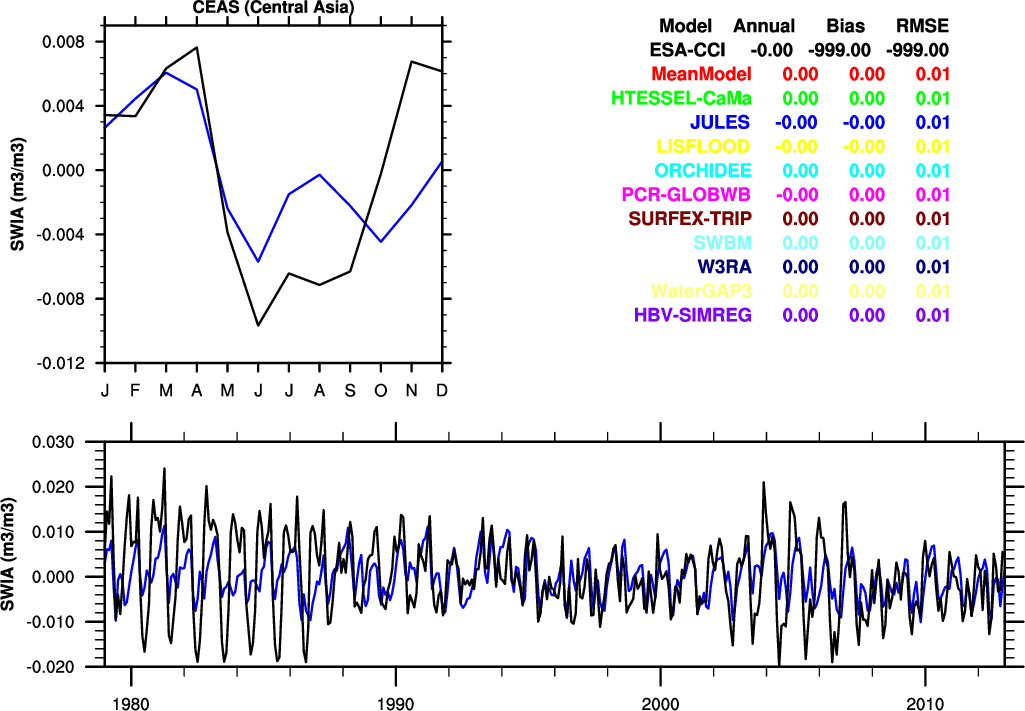 CEAS (Central Asia)
0.008
0.004
0.000
-0.004
-0.008
-0.012
SWIA (m3/m3)
J F M A M J J A S O N D
Model Annual Bias RMSE
ESA-CCI -0.00 -999.00 -999.00
MeanModel 0.00 0.00 0.01
HTESSEL-CaMa 0.00 0.00 0.01
JULES -0.00 -0.00 0.01
LISFLOOD -0.00 -0.00 0.01
ORCHIDEE 0.00 0.00 0.01
PCR-GLOBWB -0.00 0.00 0.01
SURFEX-TRIP 0.00 0.00 0.01
SWBM 0.00 0.00 0.01
W3RA 0.00 0.00 0.01
WaterGAP3 0.00 0.00 0.01
HBV-SIMREG 0.00 0.00 0.01
0.030
0.020
0.010
0.000
-0.010
-0.020
SWIA (m3/m3)
1980 1990 2000 2010